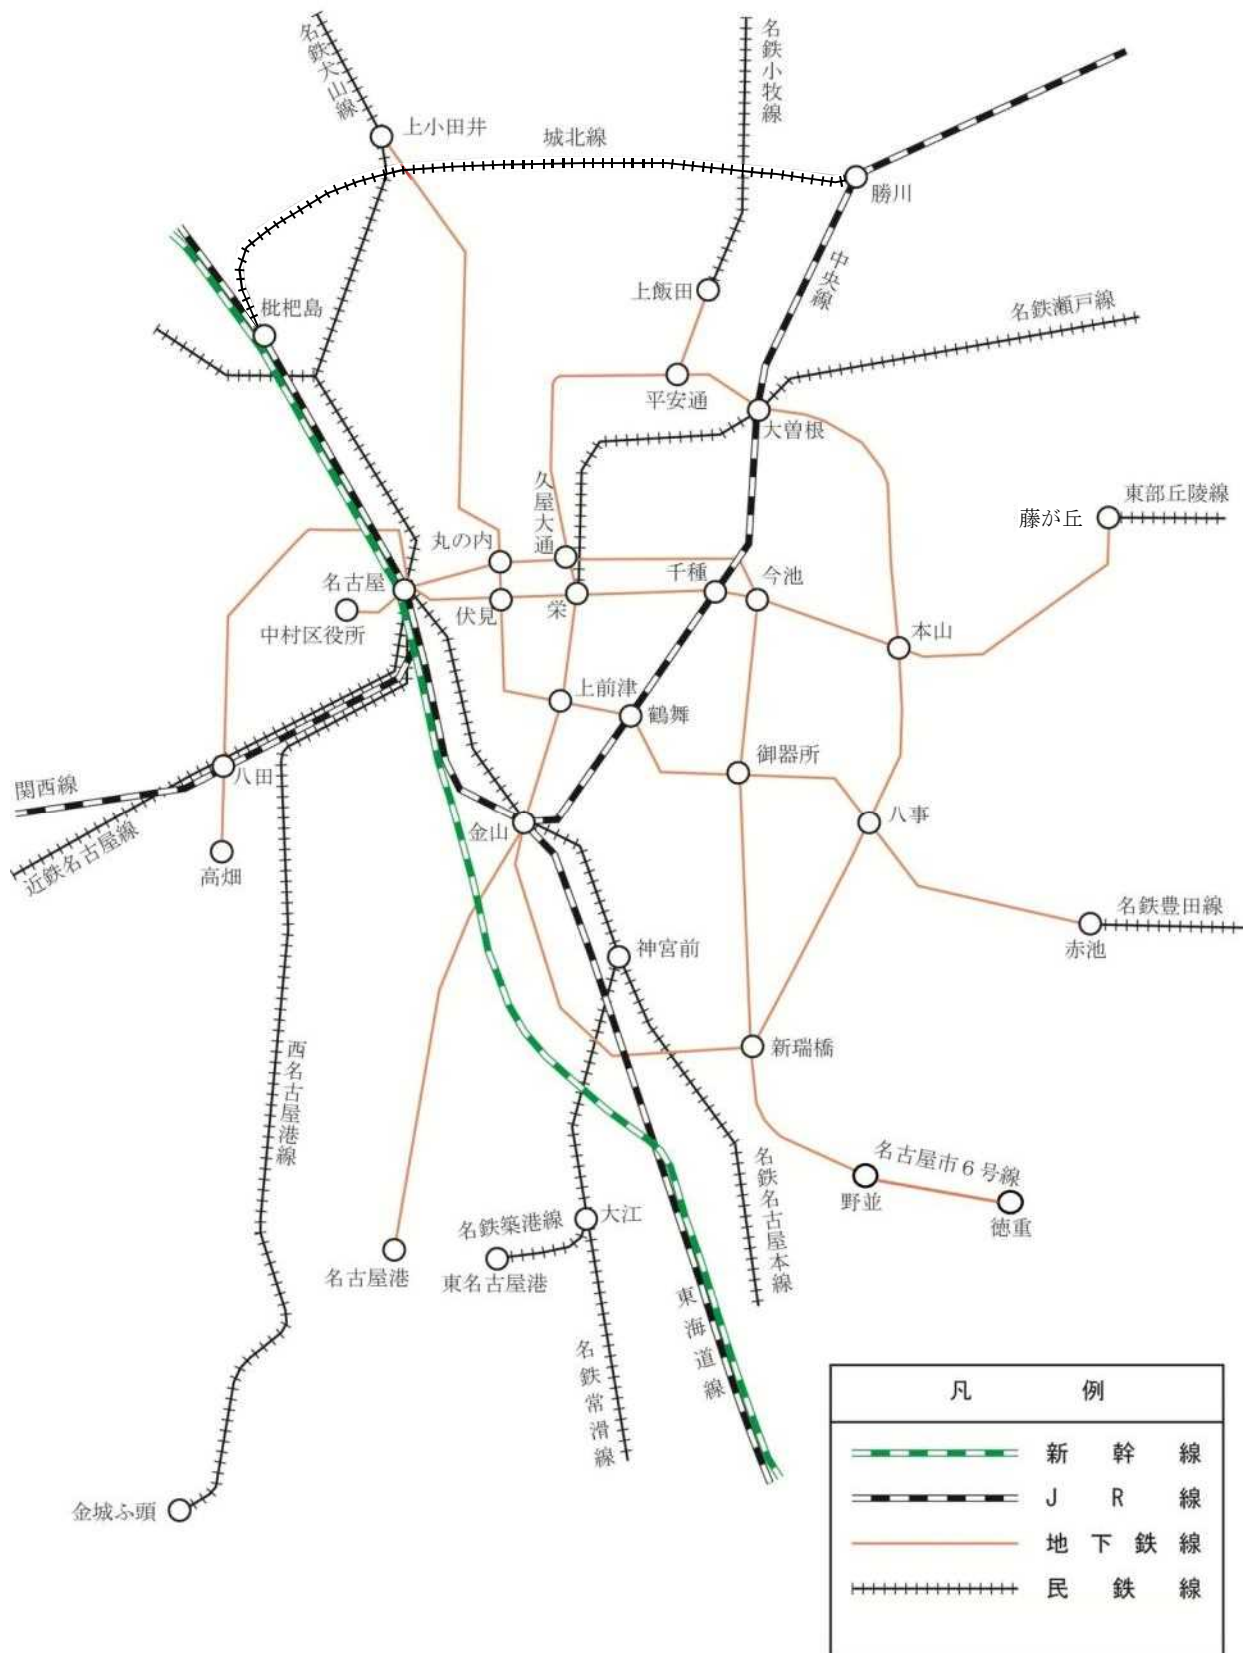 名鉄犬山線
名鉄小牧線
上小田井
城北線
勝川
中央線
上飯田
枇杷島
名鉄瀬戸線
平安通
大曽根
久屋大通
東部丘陵線
藤が丘
丸の内
千種
今池
名古屋
伏見
栄
中村区役所
本山
上前津
鶴舞
御器所
関西線
八田
近鉄名古屋線
金山
八事
高畑
名鉄豊田線
赤池
神宮前
西名古屋港線
新瑞橋
名古屋市6号線
野並
徳重
名鉄名古屋本線
名鉄築港線
大江
名古屋港
東名古屋港
東海道線
名鉄常滑線
金城ふ頭
凡例
新幹線
JR線
地下鉄線
民鉄線